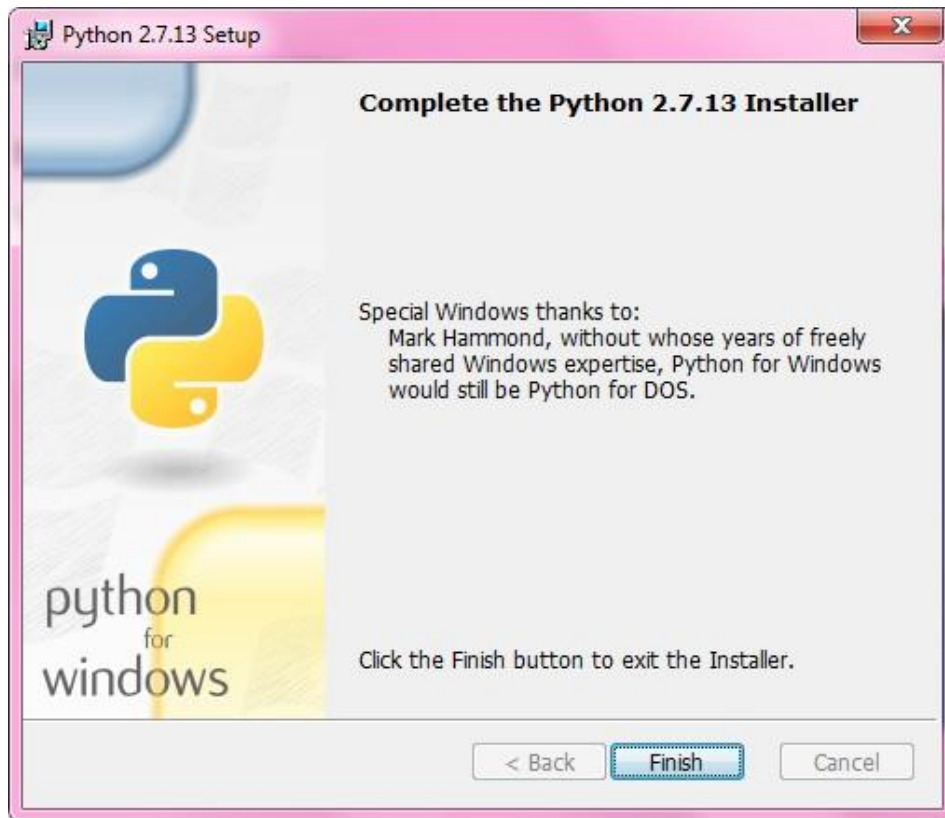 Python 2.7.13 Setup
Complete the Python 2.7.13 Installer
Special Windows thanks to:
Mark Hammond, without whose years of freely
shared Windows expertise, Python for Windows
would still be Python for DOS.
python
for
windows
Click the Finish button to exit the Installer.
< Back Finish Cancel